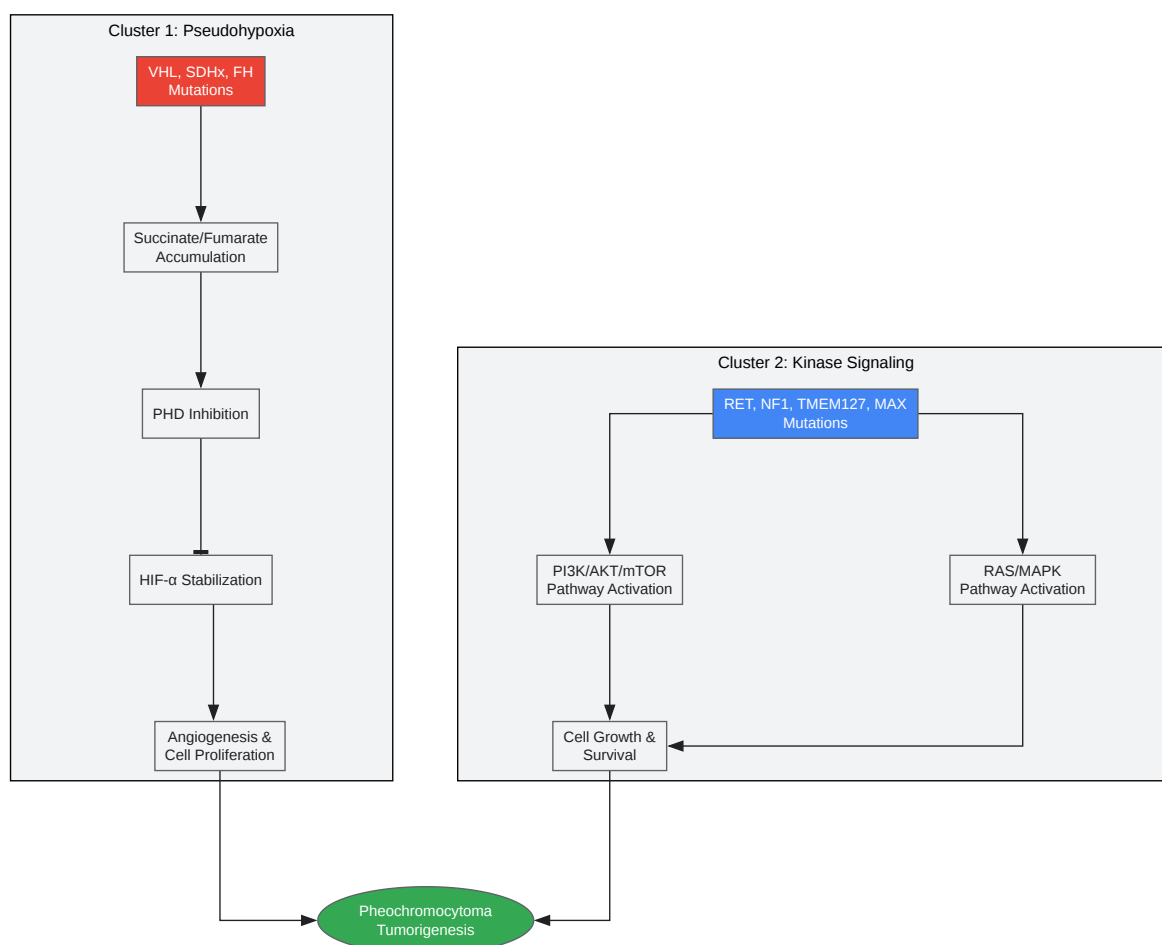 Cluster 1: Pseudohypoxia
VHL, SDHx, FH
Mutations
Succinate/Fumarate
Accumulation
PHD Inhibition
HIF-α Stabilization
Angiogenesis &
Cell Proliferation
Cluster 2: Kinase Signaling
RET, NF1, TMEM127, MAX
Mutations
PI3K/AKT/mTOR
Pathway Activation
RAS/MAPK
Pathway Activation
Cell Growth &
Survival
Pheochromocytoma
Tumorigenesis